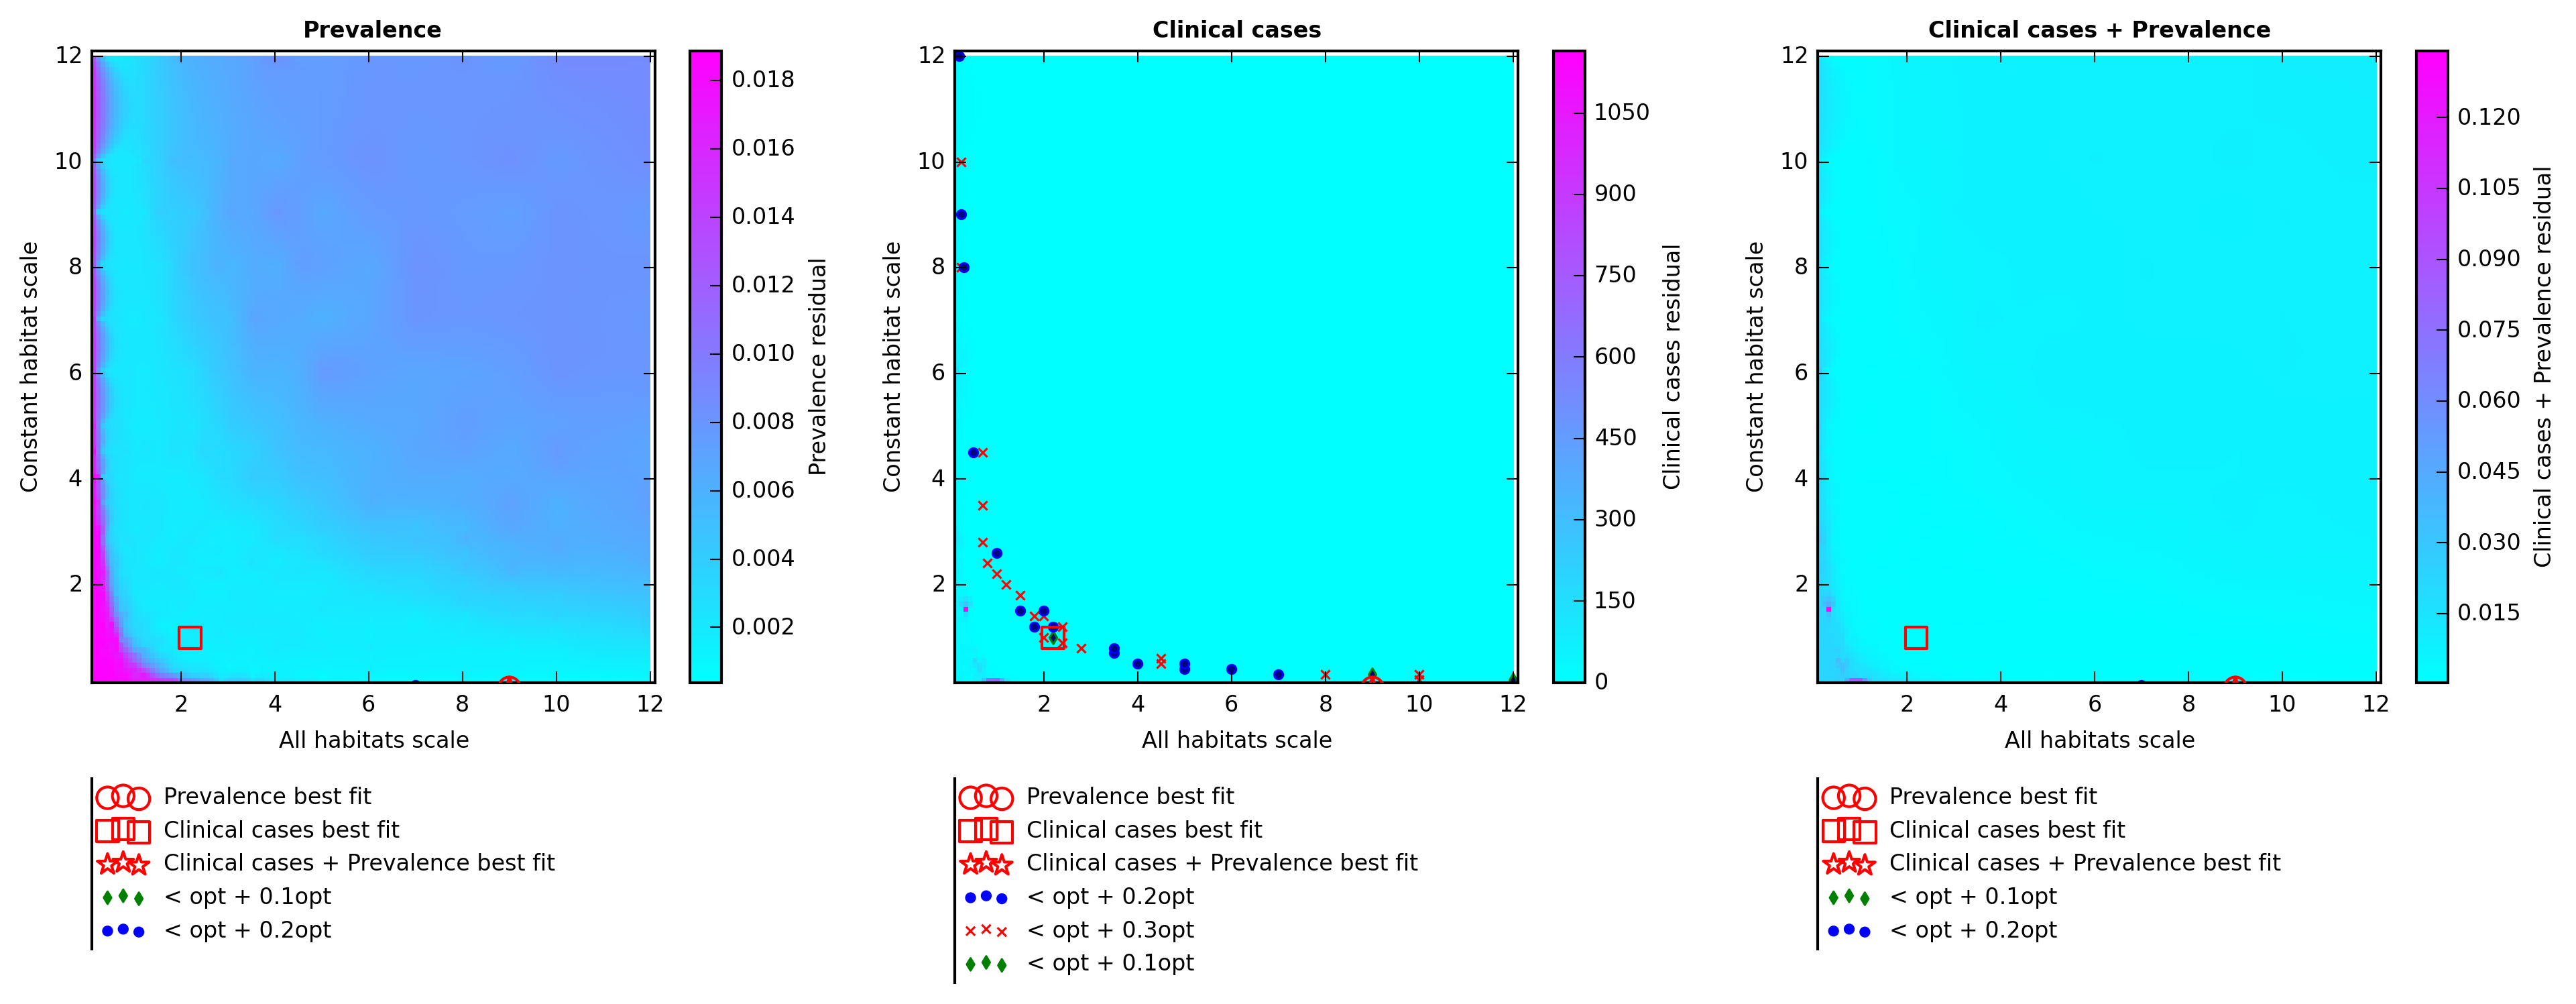 Prevalence
12
10
8
6
4
2
2 4 6 8 10 12
Constant habitat scale
All habitats scale
0.018
0.016
0.014
0.012
0.010
0.008
0.006
0.004
0.002
Prevalence residual
Prevalence best fit
Clinical cases best fit
Clinical cases + Prevalence best fit
< opt + 0.1opt
< opt + 0.2opt
Clinical cases
12
10
8
6
4
2
2 4 6 8 10 12
Constant habitat scale
All habitats scale
1050
900
750
600
450
300
150
0
Clinical cases residual
Prevalence best fit
Clinical cases best fit
Clinical cases + Prevalence best fit
< opt + 0.2opt
< opt + 0.3opt
< opt + 0.1opt
Clinical cases + Prevalence
12
10
8
6
4
2
2 4 6 8 10 12
Constant habitat scale
All habitats scale
0.120
0.105
0.090
0.075
0.060
0.045
0.030
0.015
Clinical cases + Prevalence residual
Prevalence best fit
Clinical cases best fit
Clinical cases + Prevalence best fit
< opt + 0.1opt
< opt + 0.2opt